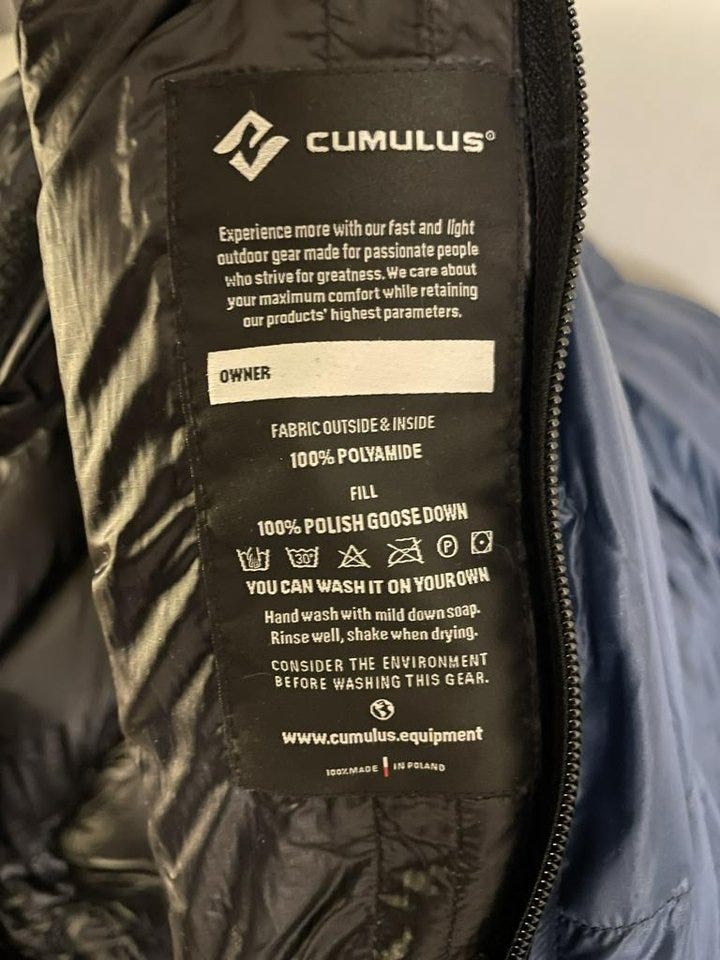 CUMULUS®
Experience more with our fast and light
outdoor gear made for passionate people
who strive for greatness. We care about
your maximum comfort while retaining
our products' highest parameters.
OWNER
FABRIC OUTSIDE & INSIDE
100% POLYAMIDE
FILL
100% POLISH GOOSE DOWN
30° P
YOU CAN WASH IT ON YOUR OWN
Hand wash with mild down soap.
Rinse well, shake when drying.
CONSIDER THE ENVIRONMENT
BEFORE WASHING THIS GEAR.
www.cumulus.equipment
100% MADE IN POLAND